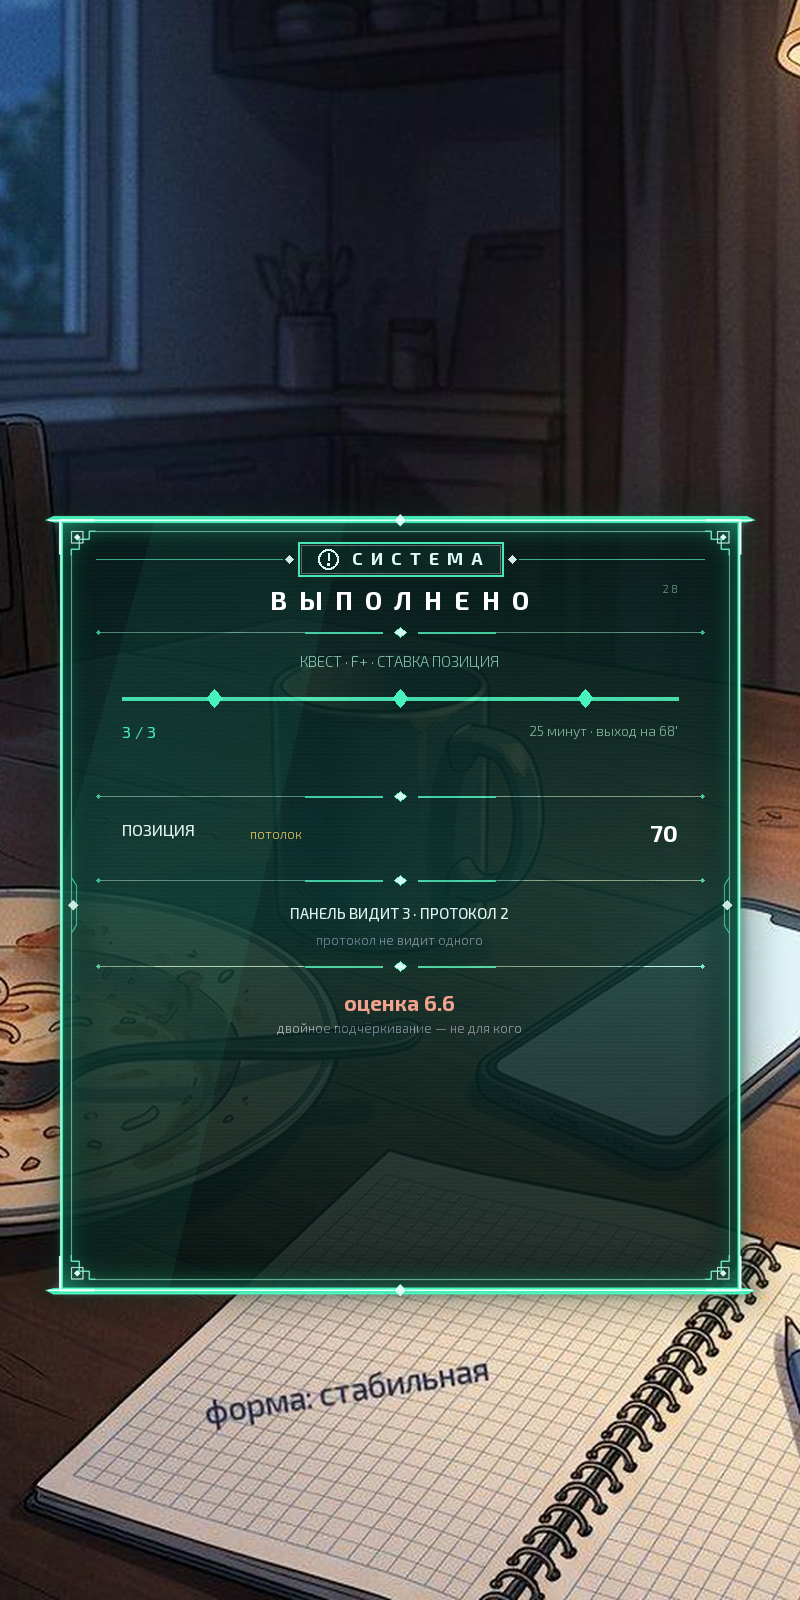 СИСТЕМА
ВЫПОЛНЕНО
28
КВЕСТ · F+ · СТАВКА ПОЗИЦИЯ
3 / 3
25 минут · выход на 68'
ПОЗИЦИЯ потолок 70
ПАНЕЛЬ ВИДИТ 3 · ПРОТОКОЛ 2
протокол не видит одного
оценка 6.6
двойное подчёркивание — не для кого
форма: стабильная